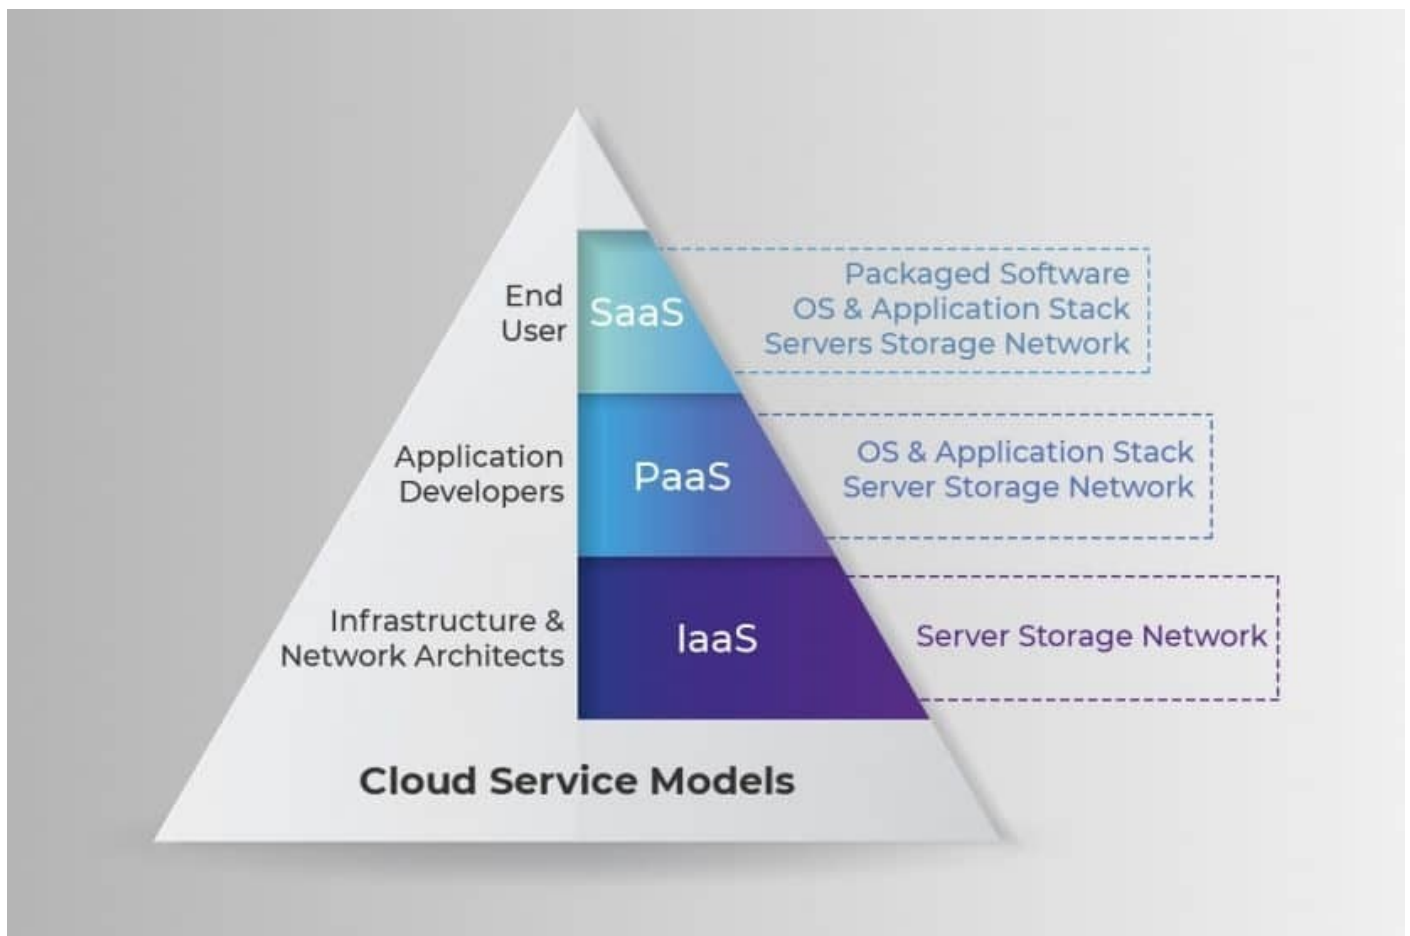 End
User
SaaS
Packaged Software
OS & Application Stack
Servers Storage Network
Application
Developers
PaaS
OS & Application Stack
Server Storage Network
Infrastructure &
Network Architects
IaaS
Server Storage Network
Cloud Service Models